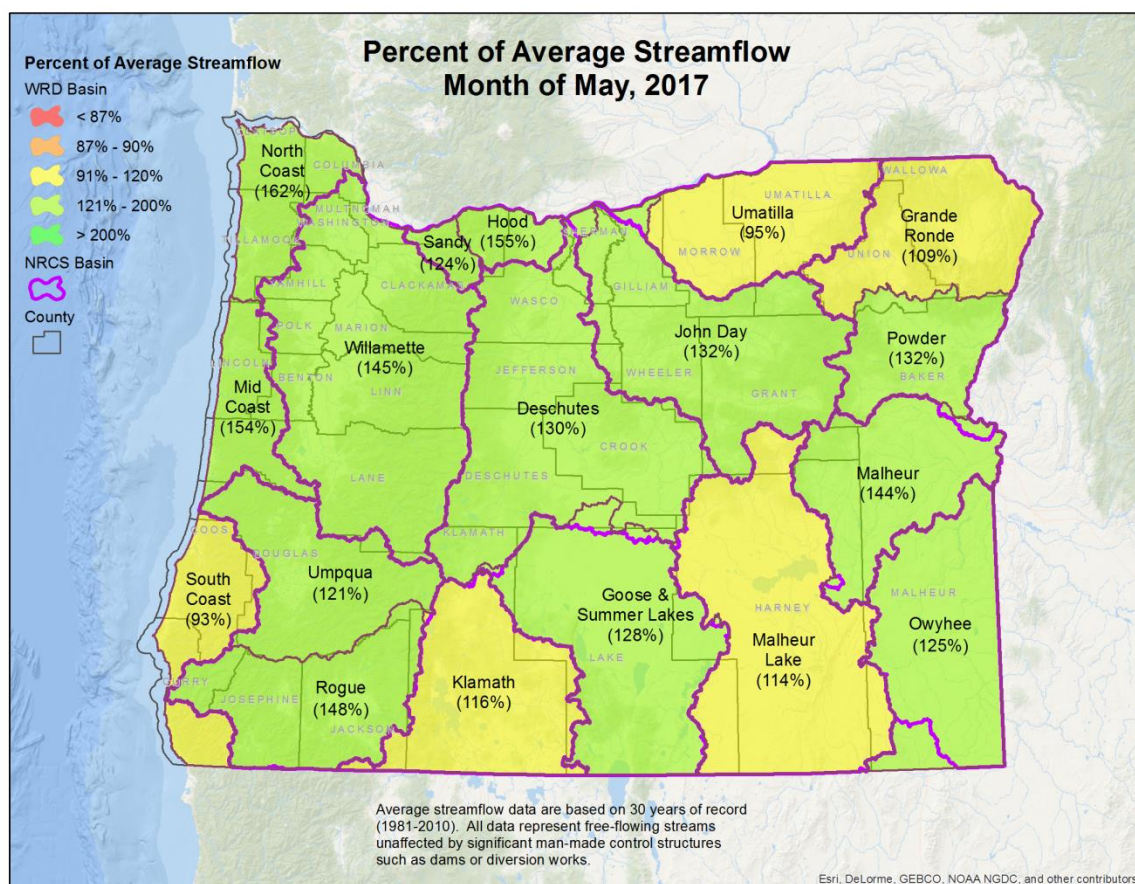 Percent of Average Streamflow
Month of May, 2017
Percent of Average Streamflow
WRD Basin
< 87%
87% - 90%
91% - 120%
121% - 200%
> 200%
NRCS Basin
County
CLATSOP
North
Coast
(162%)
COLUMBIA
MULTNOMAH
WASHINGTON
TILLAMOOK
YAMHILL
CLACKAMAS
Sandy
(124%)
Hood
(155%)
SHERMAN
WASCO
GILLIAM
MORROW
UMATILLA
Umatilla
(95%)
WALLOWA
Grande
Ronde
(109%)
UNION
POLK
MARION
Willamette
(145%)
LINCOLN
BENTON
LINN
Mid
Coast
(154%)
LANE
JEFFERSON
Deschutes
(130%)
CROOK
DESCHUTES
John Day
(132%)
WHEELER
GRANT
Powder
(132%)
BAKER
Malheur
(144%)
COOS
DOUGLAS
KLAMATH
South
Coast
(93%)
Umpqua
(121%)
Goose &
Summer Lakes
(128%)
LAKE
HARNEY
Malheur
Lake
(114%)
MALHEUR
Owyhee
(125%)
CURRY
JOSEPHINE
Rogue
(148%)
JACKSON
Klamath
(116%)
Average streamflow data are based on 30 years of record
(1981-2010). All data represent free-flowing streams
unaffected by significant man-made control structures
such as dams or diversion works.
Esri, DeLorme, GEBCO, NOAA NGDC, and other contributors